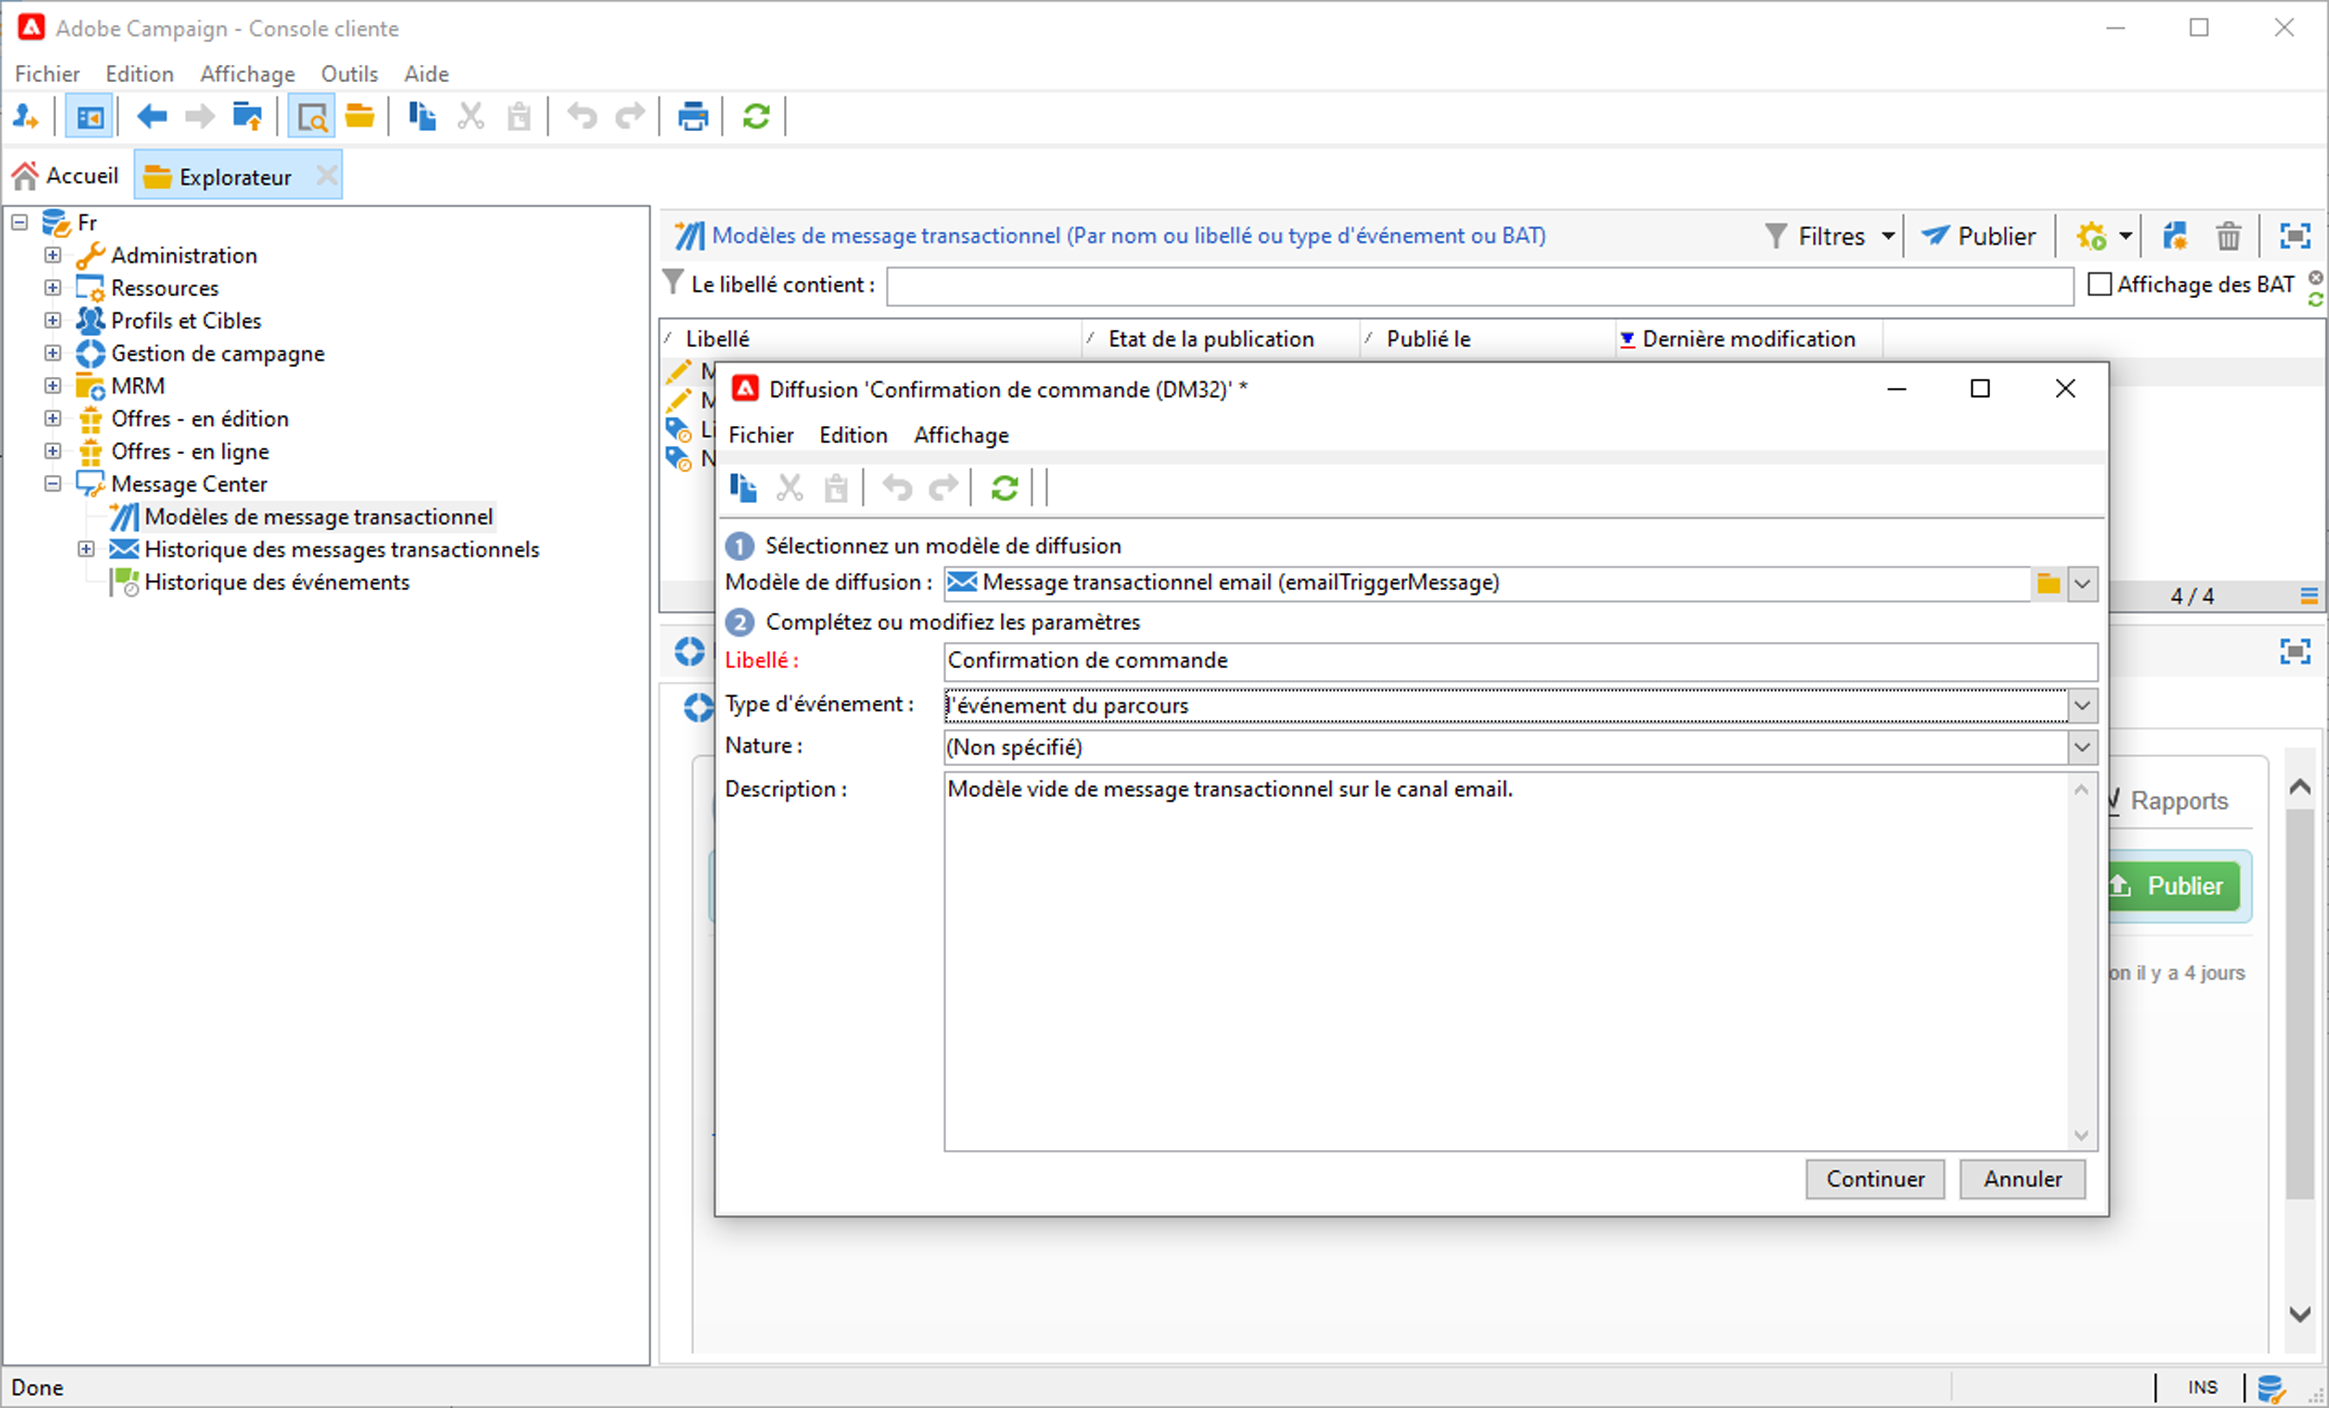 Adobe Campaign - Console cliente
Fichier Edition Affichage Outils Aide
Accueil Explorateur
Fr
Administration
Ressources
Profils et Cibles
Gestion de campagne
MRM
Offres - en édition
Offres - en ligne
Message Center
Modèles de message transactionnel
Historique des messages transactionnels
Historique des événements
Modèles de message transactionnel (Par nom ou libellé ou type d'événement ou BAT) Filtres Publier
Le libellé contient : Affichage des BAT
Libellé Etat de la publication Publié le Dernière modification
M
M
Li
N
4 / 4
Diffusion 'Confirmation de commande (DM32)' *
Fichier Edition Affichage
1 Sélectionnez un modèle de diffusion
Modèle de diffusion : Message transactionnel email (emailTriggerMessage)
2 Complétez ou modifiez les paramètres
Libellé : Confirmation de commande
Type d'événement : l'événement du parcours
Nature : (Non spécifié)
Description : Modèle vide de message transactionnel sur le canal email.
Continuer Annuler
Rapports
Publier
on il y a 4 jours
Done INS